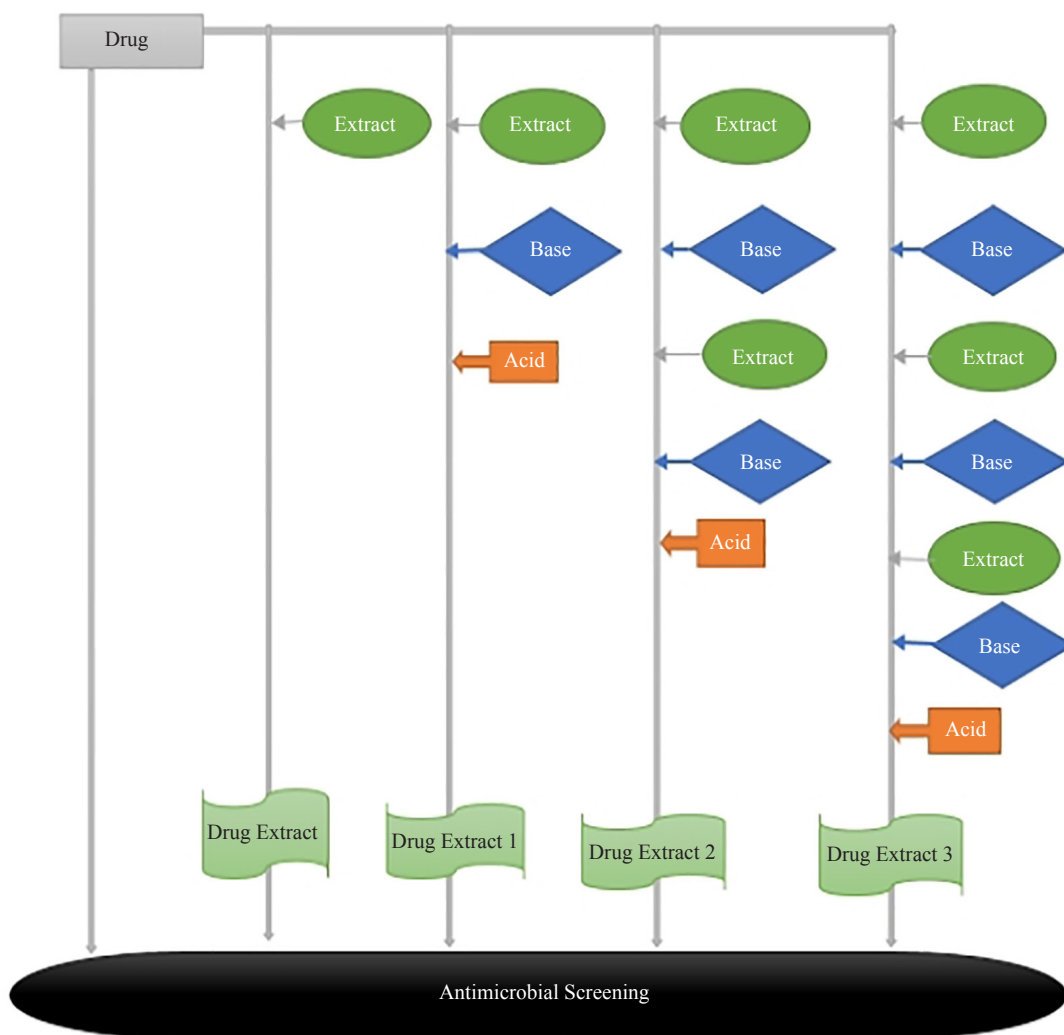 Drug
Extract
Extract
Extract
Extract
Base
Base
Base
Acid
Extract
Extract
Base
Base
Acid
Extract
Base
Acid
Drug Extract
Drug Extract 1
Drug Extract 2
Drug Extract 3
Antimicrobial Screening